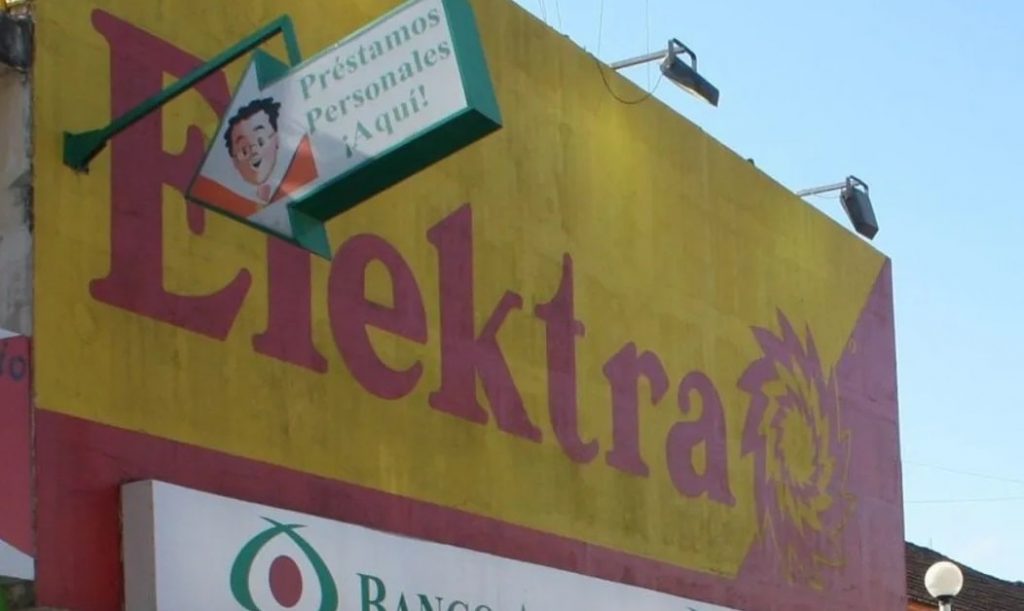 Préstamos
Personales
¡Aquí!
Elektra
Banco